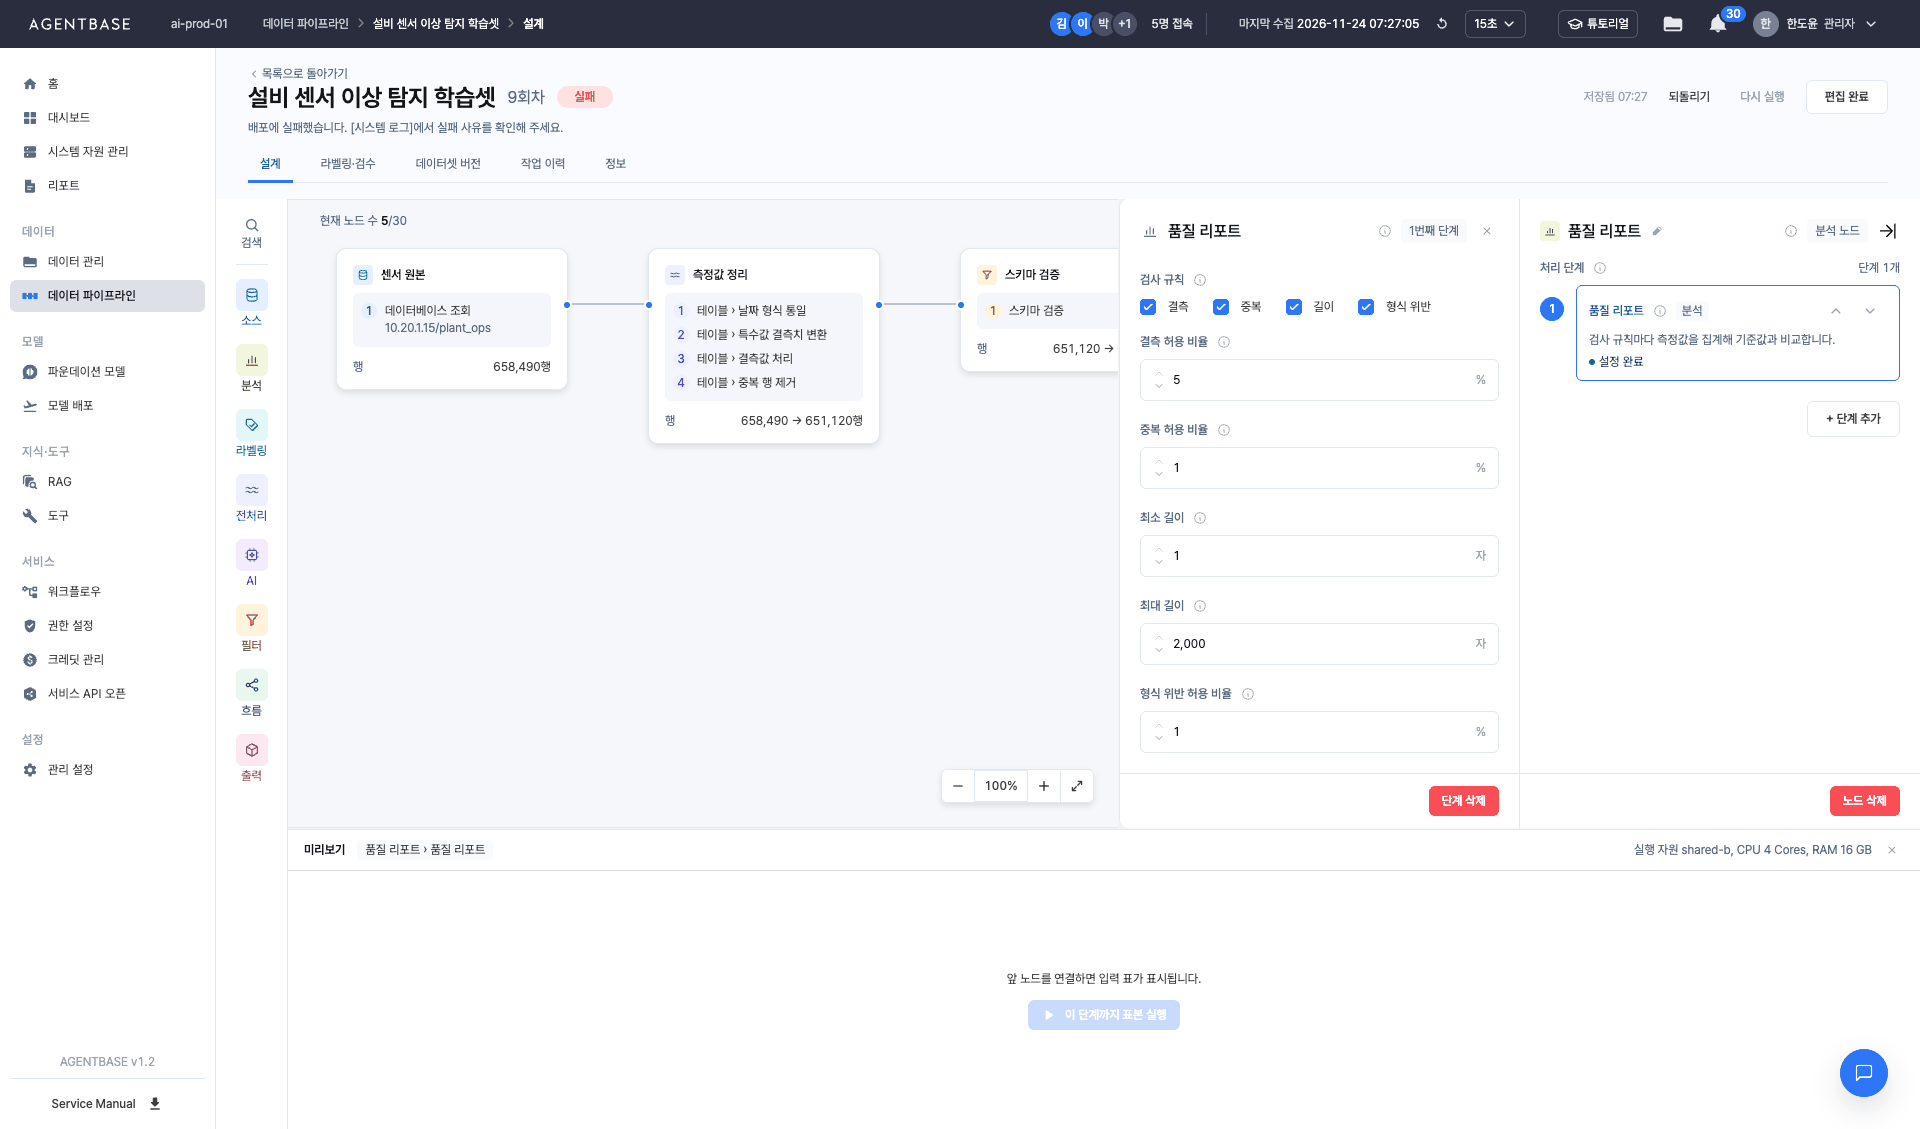 AGENTBASE
ai-prod-01
데이터 파이프라인 > 설비 센서 이상 탐지 학습셋 > 설계
김 이 박 +1 5명 접속
마지막 수집 2026-11-24 07:27:05
15초
튜토리얼
30
한 한도윤 관리자
홈
대시보드
시스템 자원 관리
리포트
데이터
데이터 관리
데이터 파이프라인
모델
파운데이션 모델
모델 배포
지식·도구
RAG
도구
서비스
워크플로우
권한 설정
크레딧 관리
서비스 API 오픈
설정
관리 설정
AGENTBASE v1.2
Service Manual
목록으로 돌아가기
설비 센서 이상 탐지 학습셋 9회차 실패
배포에 실패했습니다. [시스템 로그]에서 실패 사유를 확인해 주세요.
저장됨 07:27 되돌리기 다시 실행 편집 완료
설계 라벨링·검수 데이터셋 버전 작업 이력 정보
검색
소스
분석
라벨링
전처리
AI
필터
흐름
출력
현재 노드 수 5/30
센서 원본
1 데이터베이스 조회
10.20.1.15/plant_ops
행 658,490행
측정값 정리
1 테이블 › 날짜 형식 통일
2 테이블 › 특수값 결측치 변환
3 테이블 › 결측값 처리
4 테이블 › 중복 행 제거
행 658,490 → 651,120행
스키마 검증
1 스키마 검증
행 651,120 →
100%
품질 리포트 1번째 단계
검사 규칙
결측 중복 길이 형식 위반
결측 허용 비율
5 %
중복 허용 비율
1 %
최소 길이
1 자
최대 길이
2,000 자
형식 위반 허용 비율
1 %
단계 삭제
품질 리포트 분석 노드
처리 단계 단계 1개
1 품질 리포트 분석
검사 규칙마다 측정값을 집계해 기준값과 비교합니다.
설정 완료
+ 단계 추가
노드 삭제
미리보기 품질 리포트 › 품질 리포트
실행 자원 shared-b, CPU 4 Cores, RAM 16 GB
앞 노드를 연결하면 입력 표가 표시됩니다.
이 단계까지 표본 실행